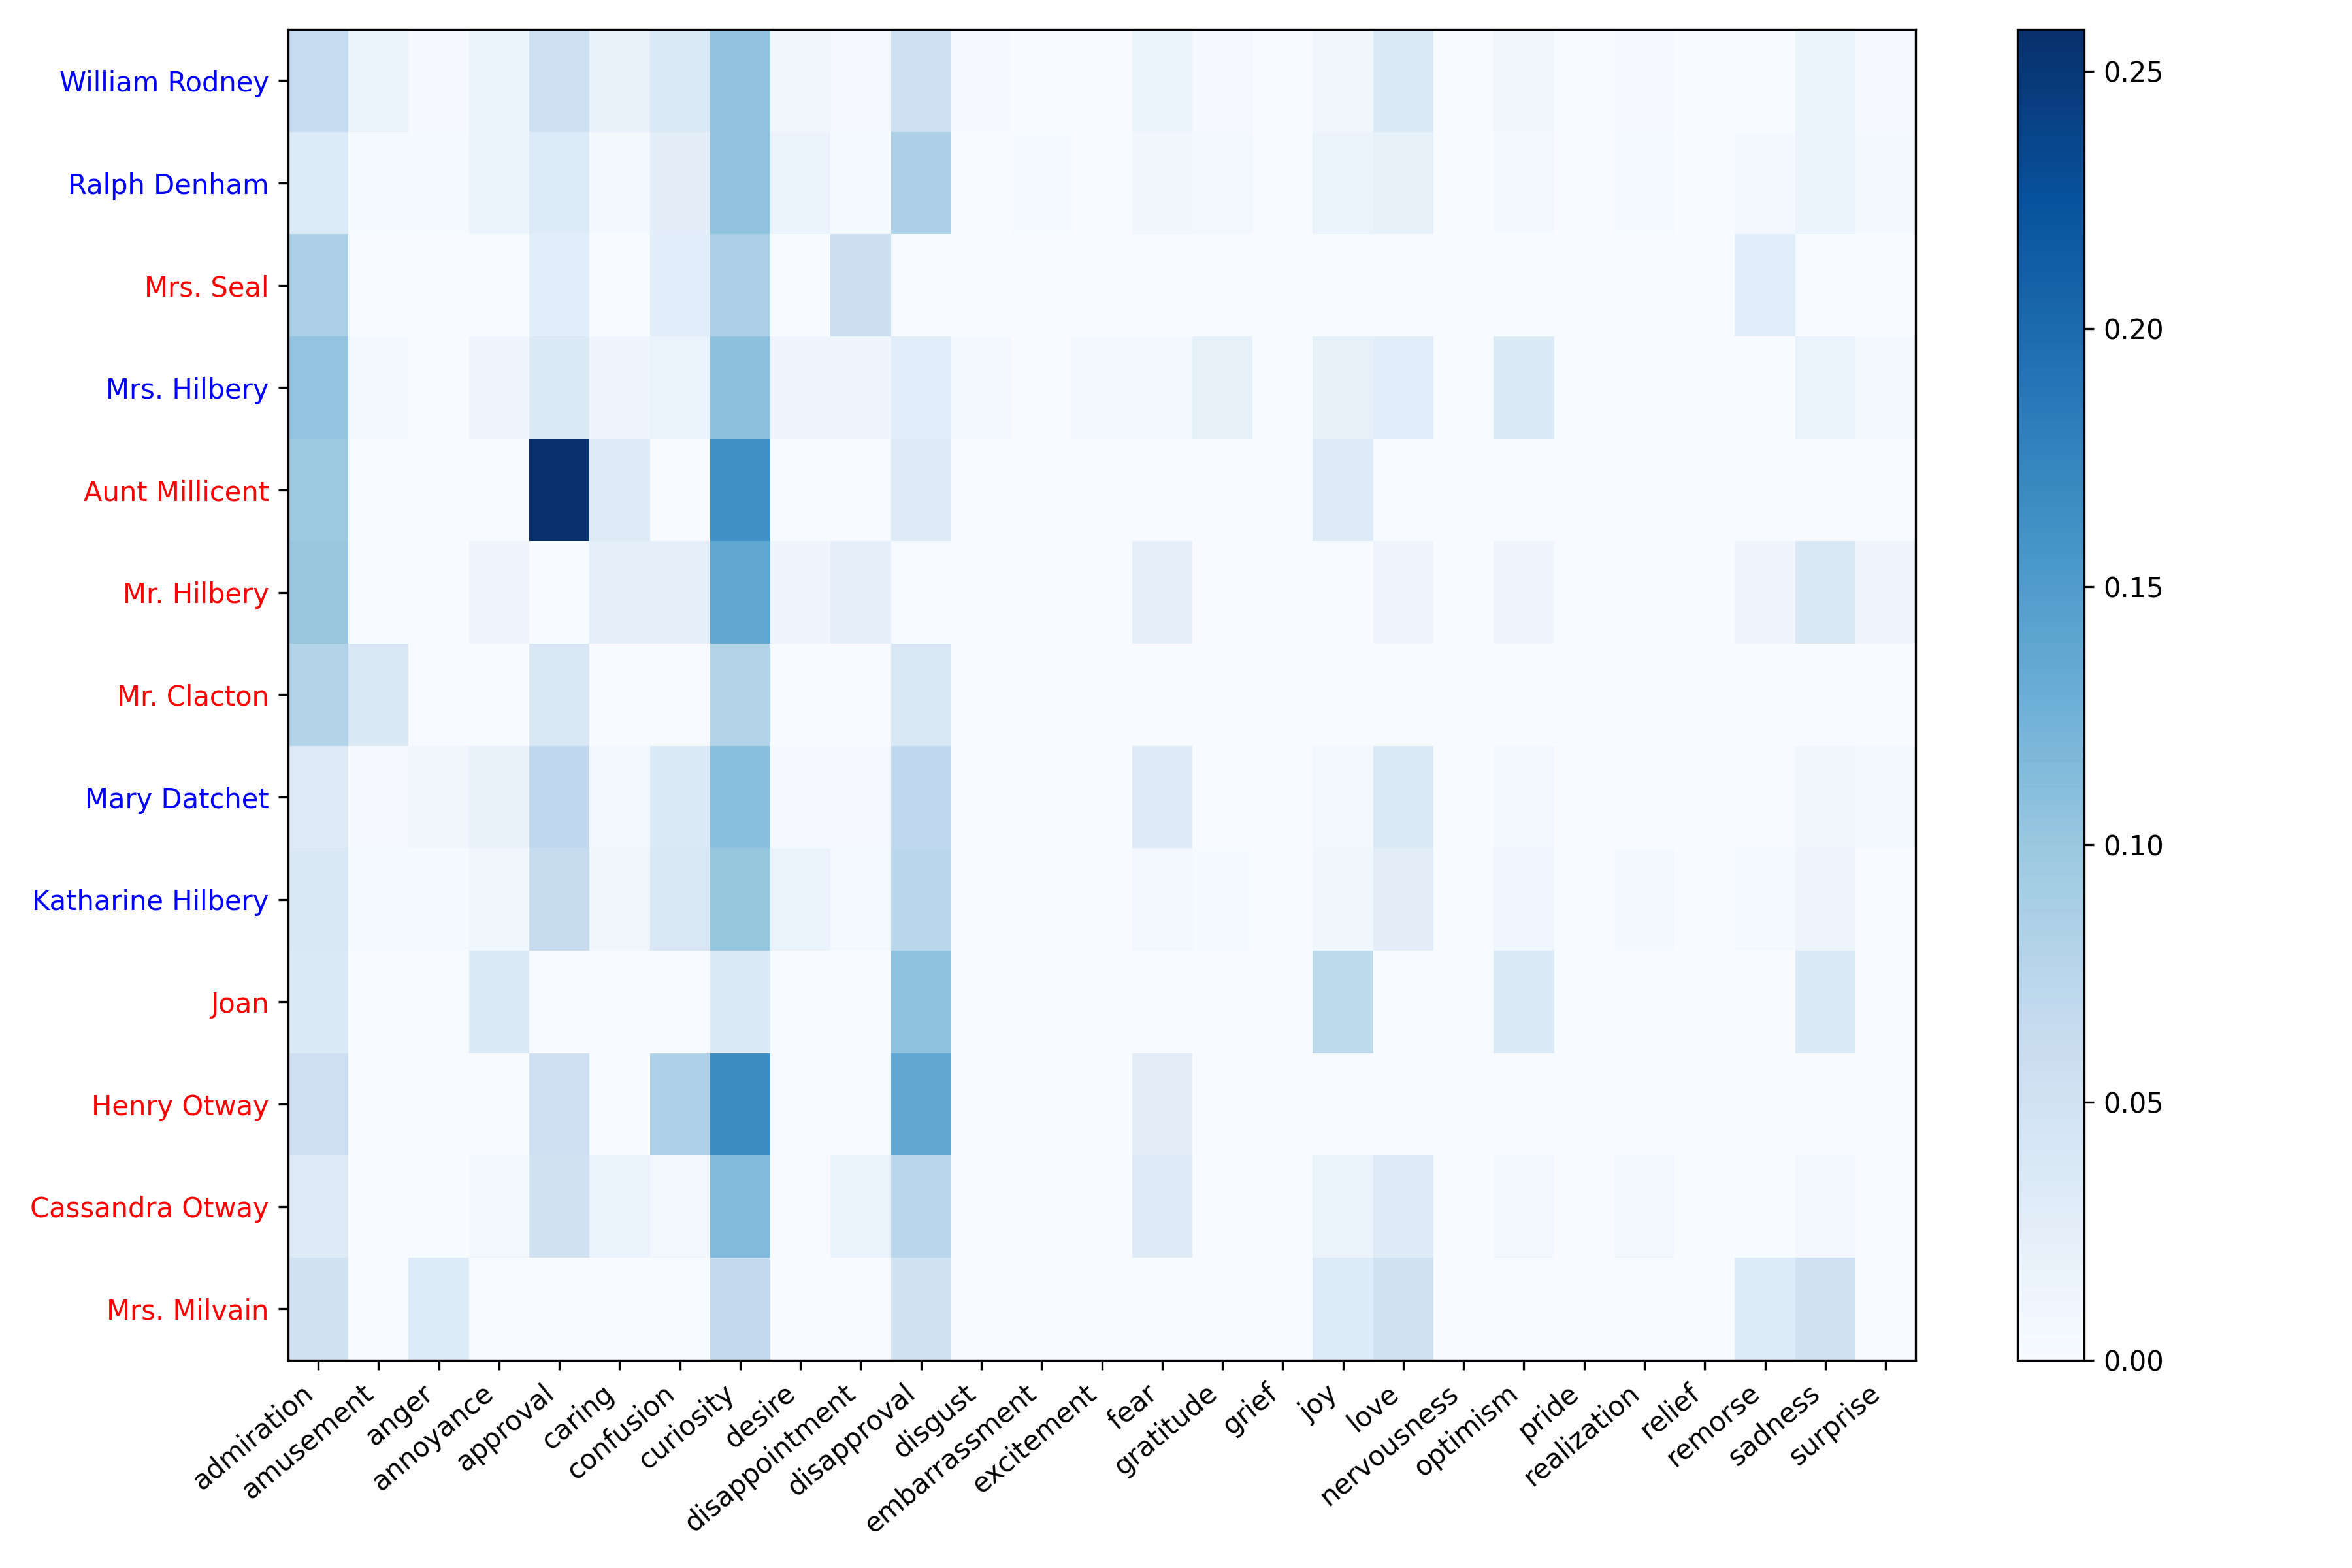 William Rodney
Ralph Denham
Mrs. Seal
Mrs. Hilbery
Aunt Millicent
Mr. Hilbery
Mr. Clacton
Mary Datchet
Katharine Hilbery
Joan
Henry Otway
Cassandra Otway
Mrs. Milvain
admiration
amusement
anger
annoyance
approval
caring
confusion
curiosity
desire
disappointment
disapproval
disgust
embarrassment
excitement
fear
gratitude
grief
joy
love
nervousness
optimism
pride
realization
relief
remorse
sadness
surprise
0.25
0.20
0.15
0.10
0.05
0.00